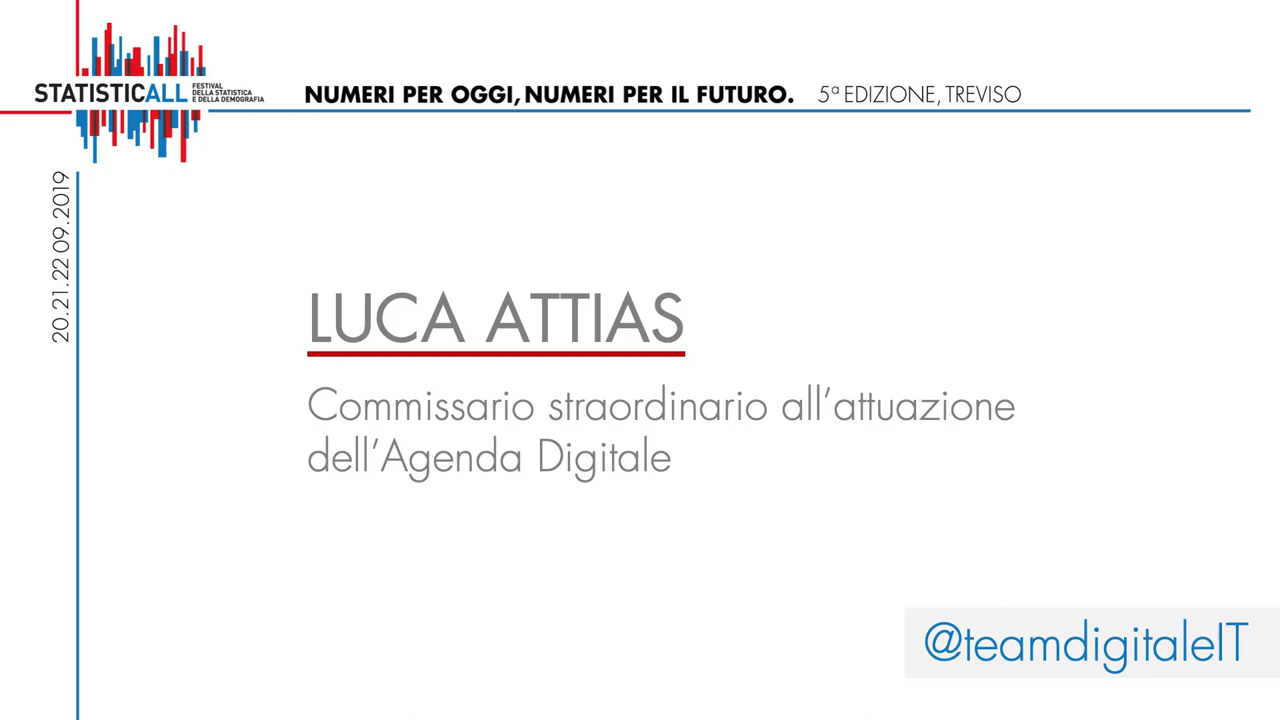 STATISTICALL
FESTIVAL
DELLA STATISTICA
E DELLA DEMOGRAFIA
NUMERI PER OGGI, NUMERI PER IL FUTURO. 5ª EDIZIONE, TREVISO
20.21.22 09.2019
LUCA ATTIAS
Commissario straordinario all’attuazione
dell’Agenda Digitale
@teamdigitaleIT